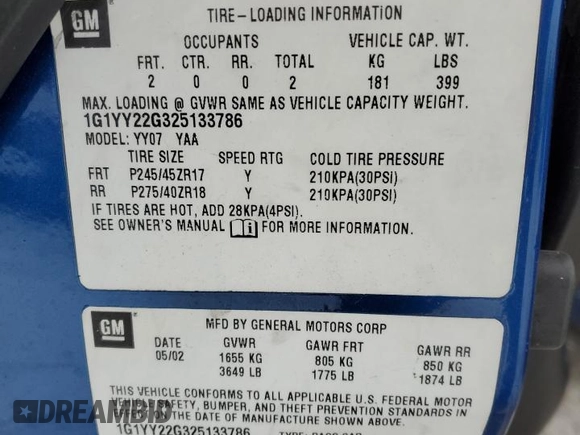 GM TIRE-LOADING INFORMATION
OCCUPANTS VEHICLE CAP. WT.
FRT. CTR. RR. TOTAL KG LBS
2 0 0 2 181 399
MAX. LOADING @ GVWR SAME AS VEHICLE CAPACITY WEIGHT.
1G1YY22G325133786
MODEL: YY07 YAA
TIRE SIZE SPEED RTG COLD TIRE PRESSURE
FRT P245/45ZR17 Y 210KPA(30PSI)
RR P275/40ZR18 Y 210KPA(30PSI)
IF TIRES ARE HOT, ADD 28KPA(4PSI).
SEE OWNER'S MANUAL i FOR MORE INFORMATION.
GM MFD BY GENERAL MOTORS CORP
DATE GVWR GAWR FRT GAWR RR
05/02 1655 KG 805 KG 850 KG
3649 LB 1775 LB 1874 LB
THIS VEHICLE CONFORMS TO ALL APPLICABLE U.S. FEDERAL MOTOR
VEHICLE SAFETY, BUMPER, AND THEFT PREVENTION STANDARDS
IN EFFECT ON THE DATE OF MANUFACTURE SHOWN ABOVE.
1G1YY22G325133786
DREAMBID